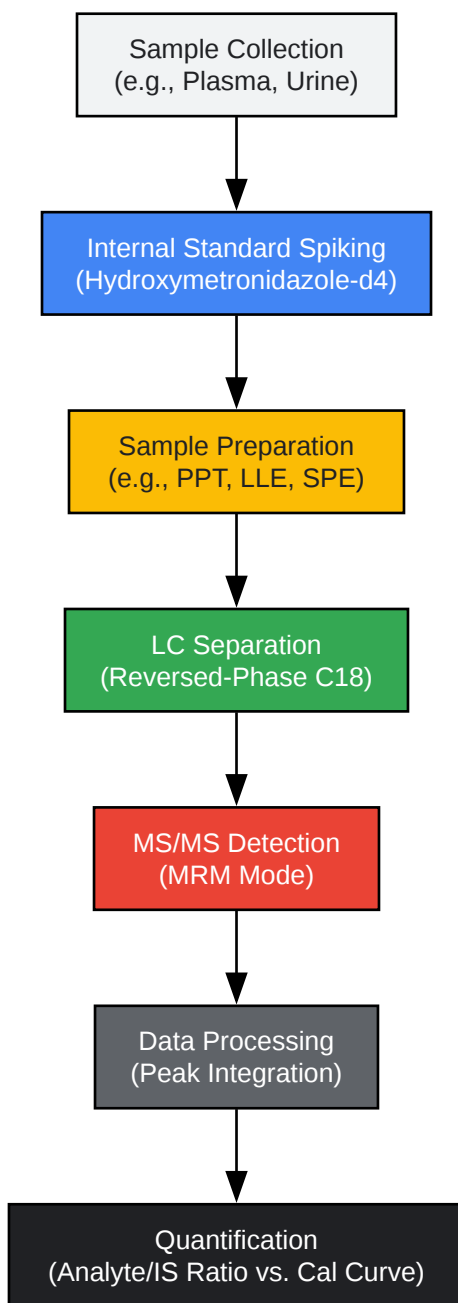 Sample Collection
(e.g., Plasma, Urine)
Internal Standard Spiking
(Hydroxymetronidazole-d4)
Sample Preparation
(e.g., PPT, LLE, SPE)
LC Separation
(Reversed-Phase C18)
MS/MS Detection
(MRM Mode)
Data Processing
(Peak Integration)
Quantification
(Analyte/IS Ratio vs. Cal Curve)